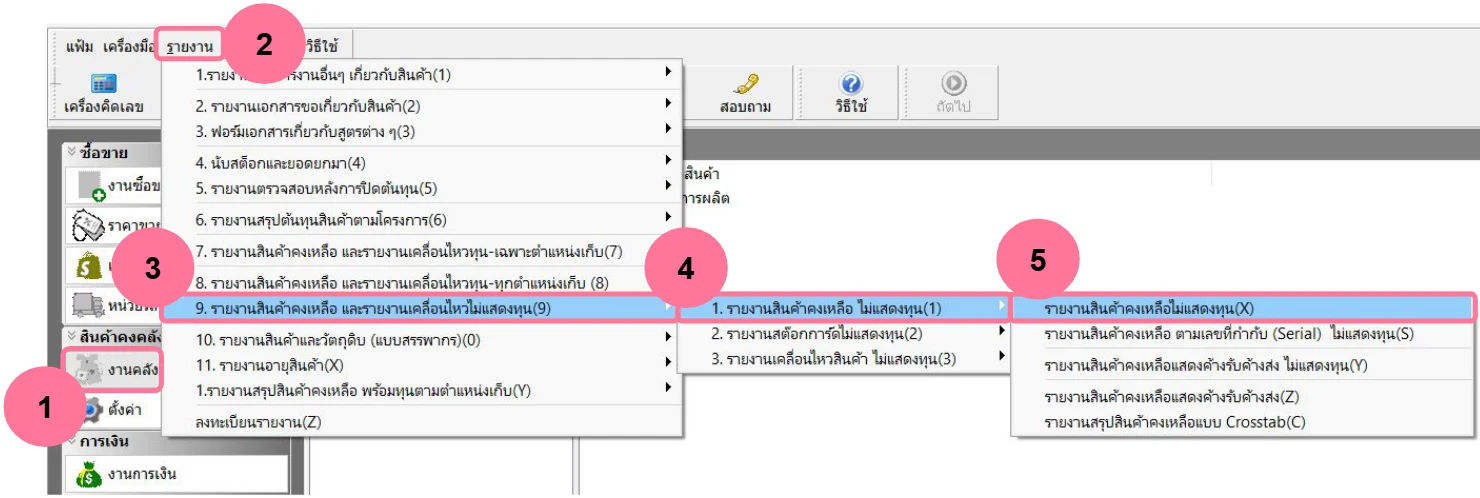 2
แฟ้ม เครื่องมือ รายงาน วิธีใช้
1.รายงาน งานอื่นๆ เกี่ยวกับสินค้า(1)
เครื่องคิดเลข
สอบถาม
วิธีใช้
ถัดไป
2. รายงานเอกสารขอเกี่ยวกับสินค้า(2)
3. ฟอร์มเอกสารเกี่ยวกับสูตรต่าง ๆ(3)
4. นับสต็อกและยอดยกมา(4)
5. รายงานตรวจสอบหลังการปิดต้นทุน(5)
6. รายงานสรุปต้นทุนสินค้าตามโครงการ(6)
7. รายงานสินค้าคงเหลือ และรายงานเคลื่อนไหวทุน-เฉพาะตำแหน่งเก็บ(7)
8. รายงานสินค้าคงเหลือ และรายงานเคลื่อนไหวทุน-ทุกตำแหน่งเก็บ (8)
9. รายงานสินค้าคงเหลือ และรายงานเคลื่อนไหวไม่แสดงทุน(9)
10. รายงานสินค้าและวัตถุดิบ (แบบสรรพากร)(0)
11. รายงานอายุสินค้า(X)
1.รายงานสรุปสินค้าคงเหลือ พร้อมทุนตามตำแหน่งเก็บ(Y)
ลงทะเบียนรายงาน(Z)
ซื้อขาย
งานซื้อข
ราคาขาย
3
หน่วยรถ
สินค้าคงคลัง
งานคลัง
1
ตั้งค่า
การเงิน
งานการเงิน
สินค้า
การผลิต
4
1. รายงานสินค้าคงเหลือ ไม่แสดงทุน(1)
2. รายงานสต๊อกการ์ดไม่แสดงทุน(2)
3. รายงานเคลื่อนไหวสินค้า ไม่แสดงทุน(3)
5
รายงานสินค้าคงเหลือไม่แสดงทุน(X)
รายงานสินค้าคงเหลือ ตามเลขที่กำกับ (Serial) ไม่แสดงทุน(S)
รายงานสินค้าคงเหลือแสดงค้างรับค้างส่ง ไม่แสดงทุน(Y)
รายงานสินค้าคงเหลือแสดงค้างรับค้างส่ง(Z)
รายงานสรุปสินค้าคงเหลือแบบ Crosstab(C)